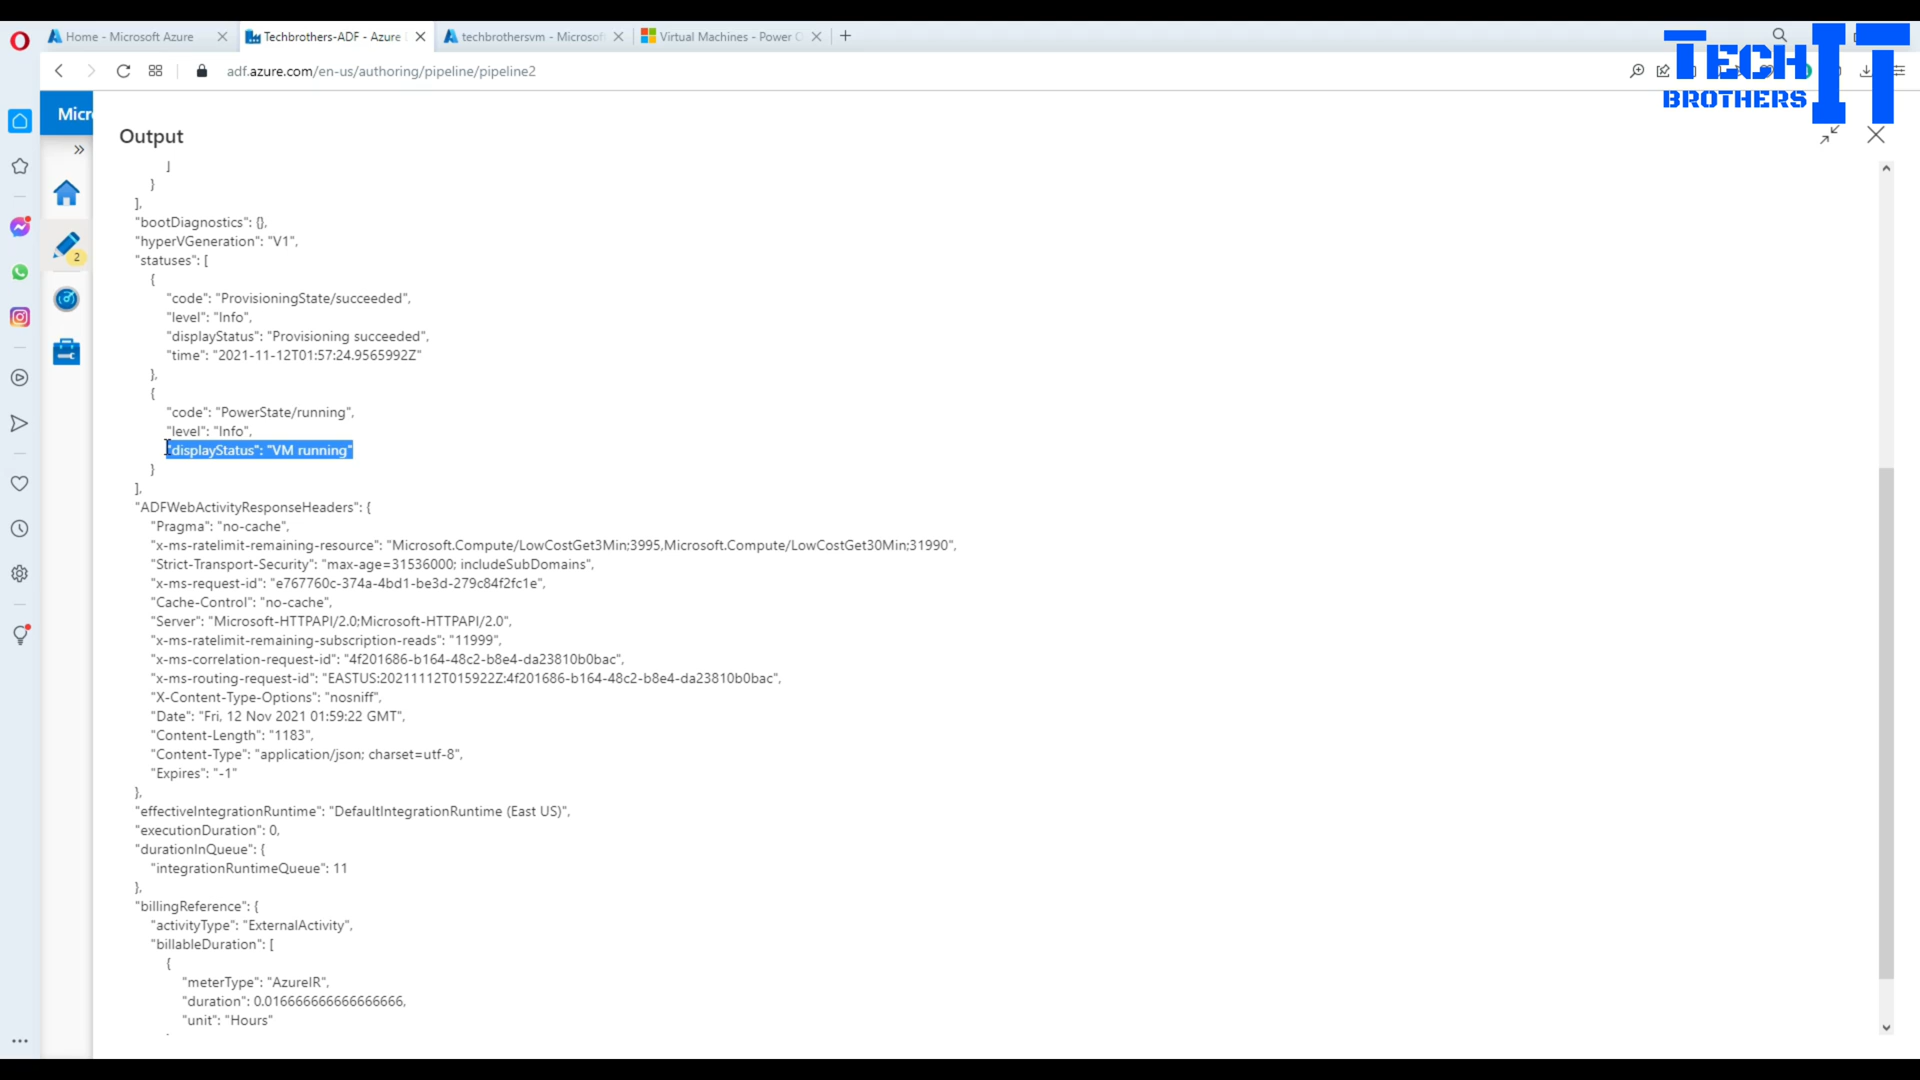 Home - Microsoft Azure
Techbrothers-ADF - Azure
techbrothersvm - Microsof
Virtual Machines - Power
adf.azure.com/en-us/authoring/pipeline/pipeline2
TECH IT
BROTHERS
Micr
Output
]
}
],
"bootDiagnostics": {},
"hyperVGeneration": "V1",
"statuses": [
{
"code": "ProvisioningState/succeeded",
"level": "Info",
"displayStatus": "Provisioning succeeded",
"time": "2021-11-12T01:57:24.9565992Z"
},
{
"code": "PowerState/running",
"level": "Info",
"displayStatus": "VM running"
}
],
"ADFWebActivityResponseHeaders": {
"Pragma": "no-cache",
"x-ms-ratelimit-remaining-resource": "Microsoft.Compute/LowCostGet3Min;3995,Microsoft.Compute/LowCostGet30Min;31990",
"Strict-Transport-Security": "max-age=31536000; includeSubDomains",
"x-ms-request-id": "e767760c-374a-4bd1-be3d-279c84f2fc1e",
"Cache-Control": "no-cache",
"Server": "Microsoft-HTTPAPI/2.0;Microsoft-HTTPAPI/2.0",
"x-ms-ratelimit-remaining-subscription-reads": "11999",
"x-ms-correlation-request-id": "4f201686-b164-48c2-b8e4-da23810b0bac",
"x-ms-routing-request-id": "EASTUS:20211112T015922Z:4f201686-b164-48c2-b8e4-da23810b0bac",
"X-Content-Type-Options": "nosniff",
"Date": "Fri, 12 Nov 2021 01:59:22 GMT",
"Content-Length": "1183",
"Content-Type": "application/json; charset=utf-8",
"Expires": "-1"
},
"effectiveIntegrationRuntime": "DefaultIntegrationRuntime (East US)",
"executionDuration": 0,
"durationInQueue": {
"integrationRuntimeQueue": 11
},
"billingReference": {
"activityType": "ExternalActivity",
"billableDuration": [
{
"meterType": "AzureIR",
"duration": 0.016666666666666666,
"unit": "Hours"
2